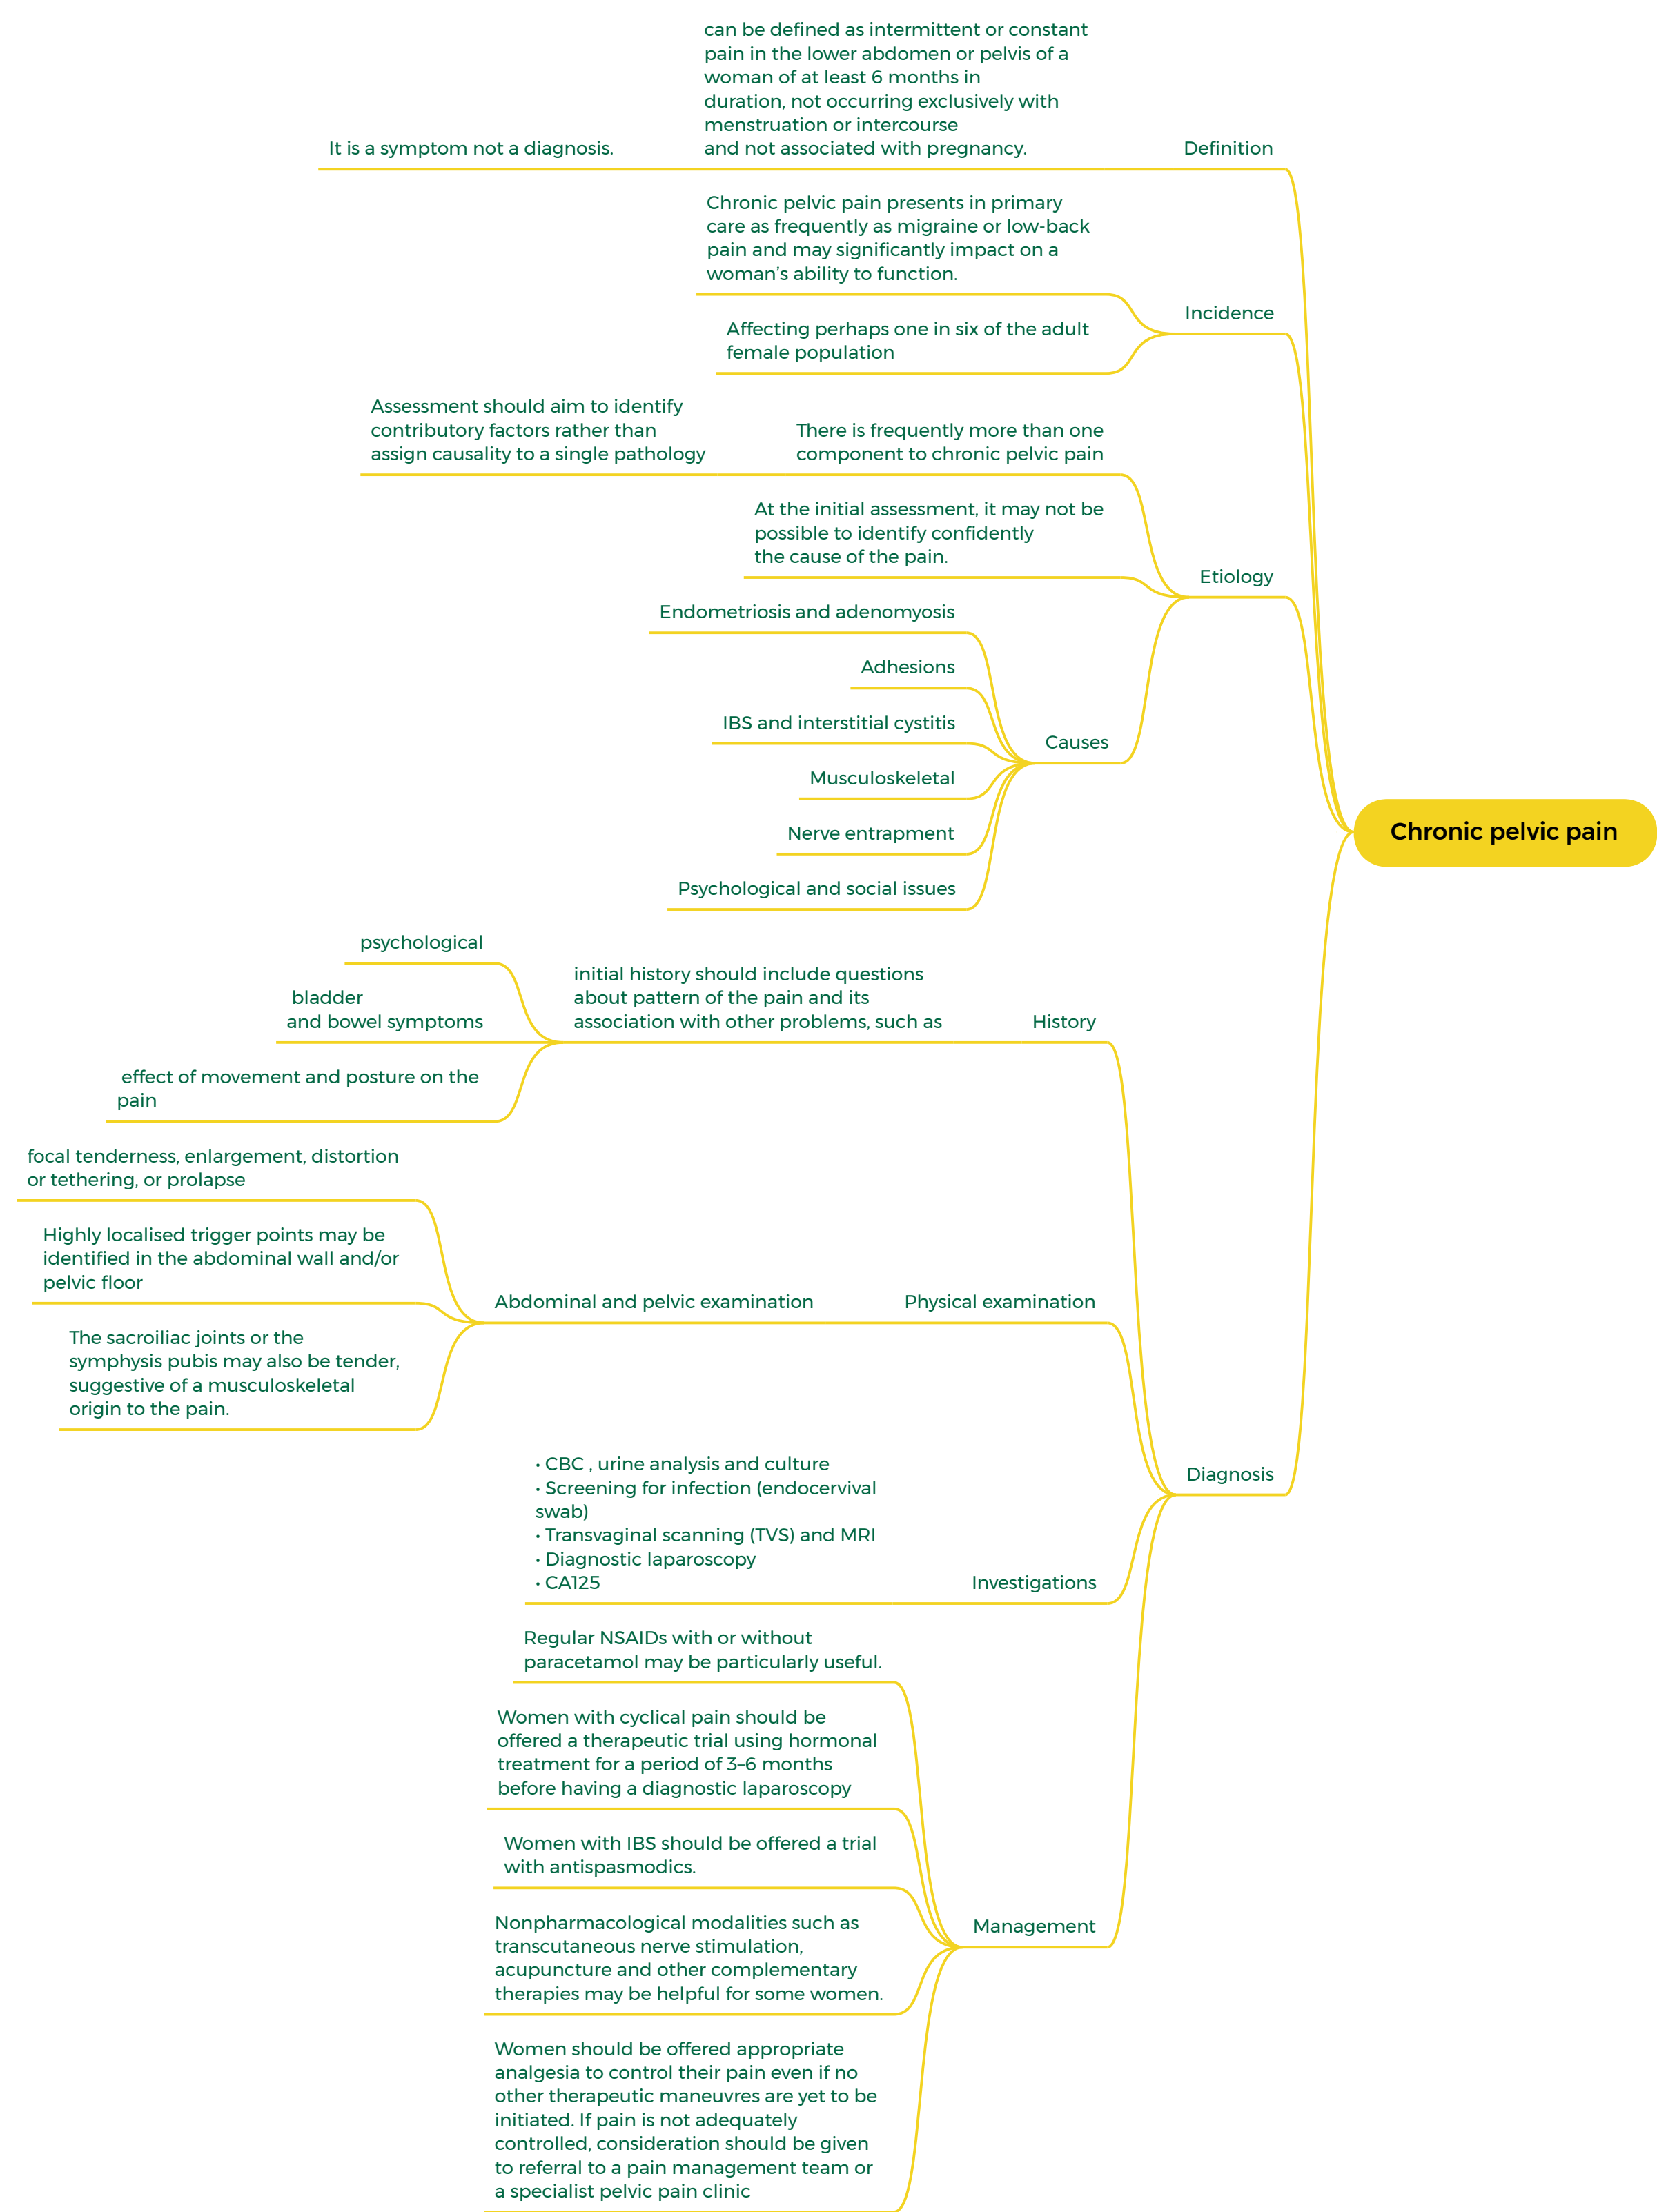 Chronic pelvic pain
Definition
can be defined as intermittent or constant
pain in the lower abdomen or pelvis of a
woman of at least 6 months in
duration, not occurring exclusively with
menstruation or intercourse
and not associated with pregnancy.
It is a symptom not a diagnosis.
Incidence
Chronic pelvic pain presents in primary
care as frequently as migraine or low-back
pain and may significantly impact on a
woman’s ability to function.
Affecting perhaps one in six of the adult
female population
Etiology
There is frequently more than one
component to chronic pelvic pain
Assessment should aim to identify
contributory factors rather than
assign causality to a single pathology
At the initial assessment, it may not be
possible to identify confidently
the cause of the pain.
Causes
Endometriosis and adenomyosis
Adhesions
IBS and interstitial cystitis
Musculoskeletal
Nerve entrapment
Psychological and social issues
Diagnosis
History
initial history should include questions
about pattern of the pain and its
association with other problems, such as
psychological
bladder
and bowel symptoms
effect of movement and posture on the
pain
Physical examination
Abdominal and pelvic examination
focal tenderness, enlargement, distortion
or tethering, or prolapse
Highly localised trigger points may be
identified in the abdominal wall and/or
pelvic floor
The sacroiliac joints or the
symphysis pubis may also be tender,
suggestive of a musculoskeletal
origin to the pain.
Investigations
• CBC , urine analysis and culture
• Screening for infection (endocervival
swab)
• Transvaginal scanning (TVS) and MRI
• Diagnostic laparoscopy
• CA125
Management
Regular NSAIDs with or without
paracetamol may be particularly useful.
Women with cyclical pain should be
offered a therapeutic trial using hormonal
treatment for a period of 3–6 months
before having a diagnostic laparoscopy
Women with IBS should be offered a trial
with antispasmodics.
Nonpharmacological modalities such as
transcutaneous nerve stimulation,
acupuncture and other complementary
therapies may be helpful for some women.
Women should be offered appropriate
analgesia to control their pain even if no
other therapeutic maneuvres are yet to be
initiated. If pain is not adequately
controlled, consideration should be given
to referral to a pain management team or
a specialist pelvic pain clinic